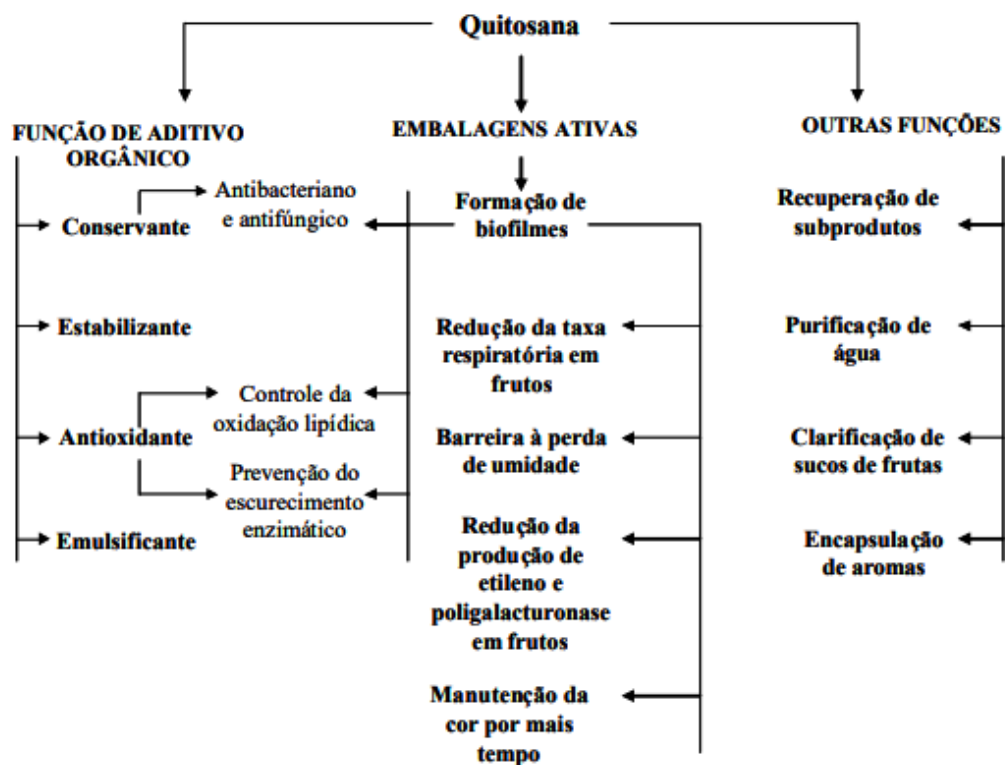 Quitosana
FUNÇÃO DE ADITIVO
ORGÂNICO
Conservante
Antibacteriano
e antifúngico
Estabilizante
Antioxidante
Controle da
oxidação lipídica
Prevenção do
escurecimento
enzimático
Emulsificante
EMBALAGENS ATIVAS
Formação de
biofilmes
Redução da taxa
respiratória em
frutos
Barreira à perda
de umidade
Redução da
produção de
etileno e
poligalacturonase
em frutos
Manutenção da
cor por mais
tempo
OUTRAS FUNÇÕES
Recuperação de
subprodutos
Purificação de
água
Clarificação de
sucos de frutas
Encapsulação
de aromas